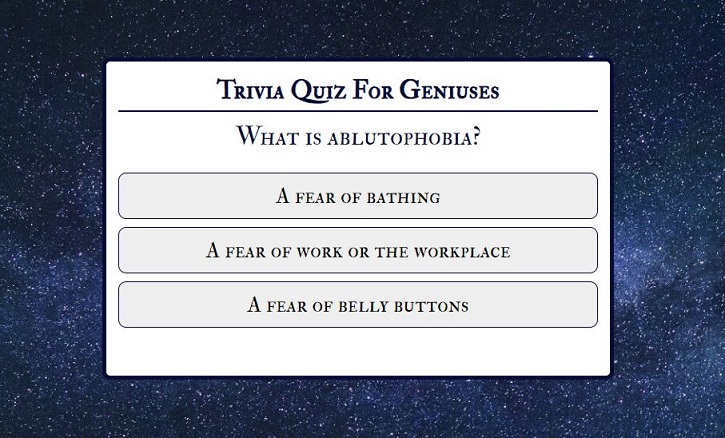 Trivia Quiz For Geniuses
What is ablutophobia?
A fear of bathing
A fear of work or the workplace
A fear of belly buttons